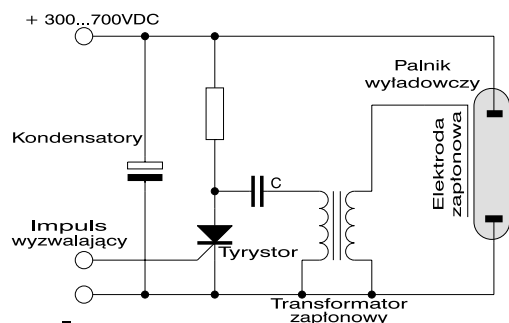 + 300...700VDC
Palnik
wyładowczy
Kondensatory
Elektroda
zapłonowa
C
Impuls
wyzwalający
Tyrystor
Transformator
zapłonowy